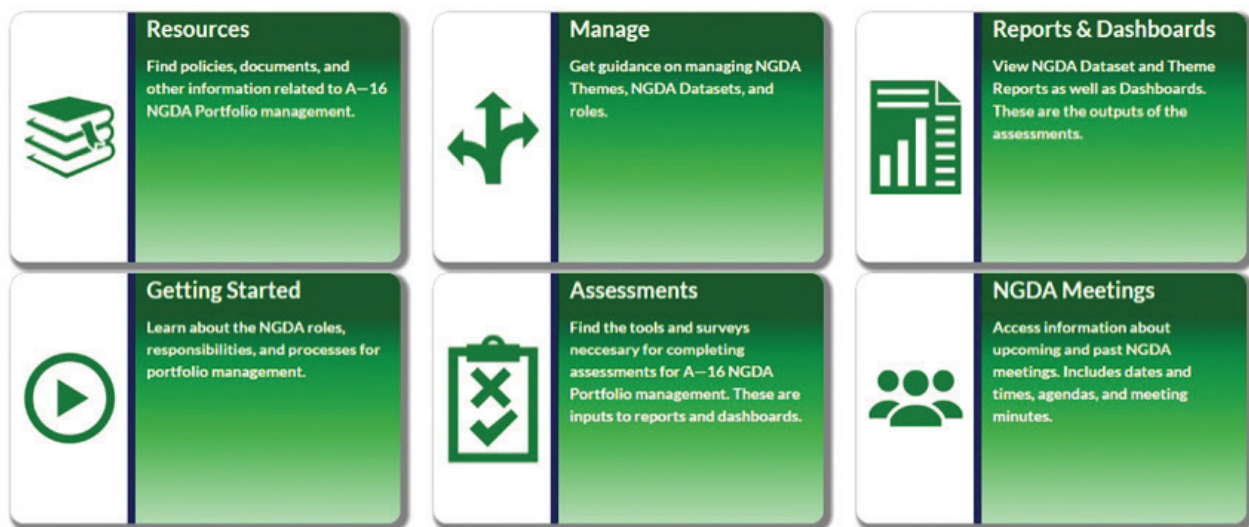 Resources
Find policies, documents, and
other information related to A—16
NGDA Portfolio management.
Manage
Get guidance on managing NGDA
Themes, NGDA Datasets, and
roles.
Reports & Dashboards
View NGDA Dataset and Theme
Reports as well as Dashboards.
These are the outputs of the
assessments.
Getting Started
Learn about the NGDA roles,
responsibilities, and processes for
portfolio management.
Assessments
Find the tools and surveys
neccesary for completing
assessments for A—16 NGDA
Portfolio management. These are
inputs to reports and dashboards.
NGDA Meetings
Access information about
upcoming and past NGDA
meetings. Includes dates and
times, agendas, and meeting
minutes.